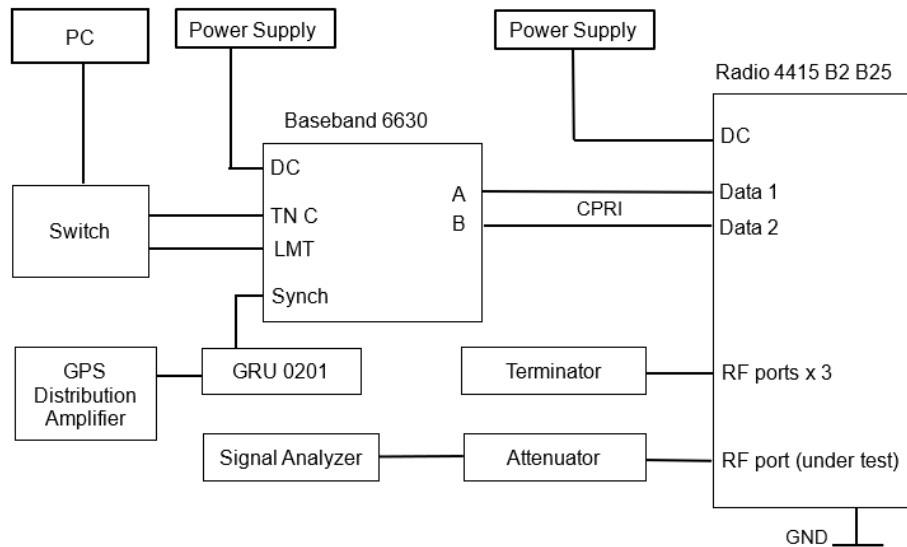 PC
Power Supply
Power Supply
Radio 4415 B2 B25
Baseband 6630
DC
DC
TN C
LMT
Synch
A
B
CPRI
Data 1
Data 2
Switch
GPS
Distribution
Amplifier
GRU 0201
Terminator
RF ports x 3
Signal Analyzer
Attenuator
RF port (under test)
GND